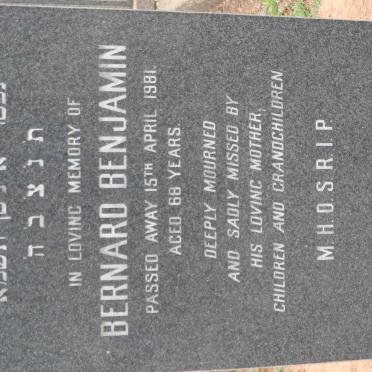 ת נ צ ב ה
IN LOVING MEMORY OF
BERNARD BENJAMIN
PASSED AWAY 15TH APRIL 1981.
AGED 68 YEARS.
DEEPLY MOURNED
AND SADLY MISSED BY
HIS LOVING MOTHER,
CHILDREN AND GRANDCHILDREN.
M.H.D.S.R.I.P.